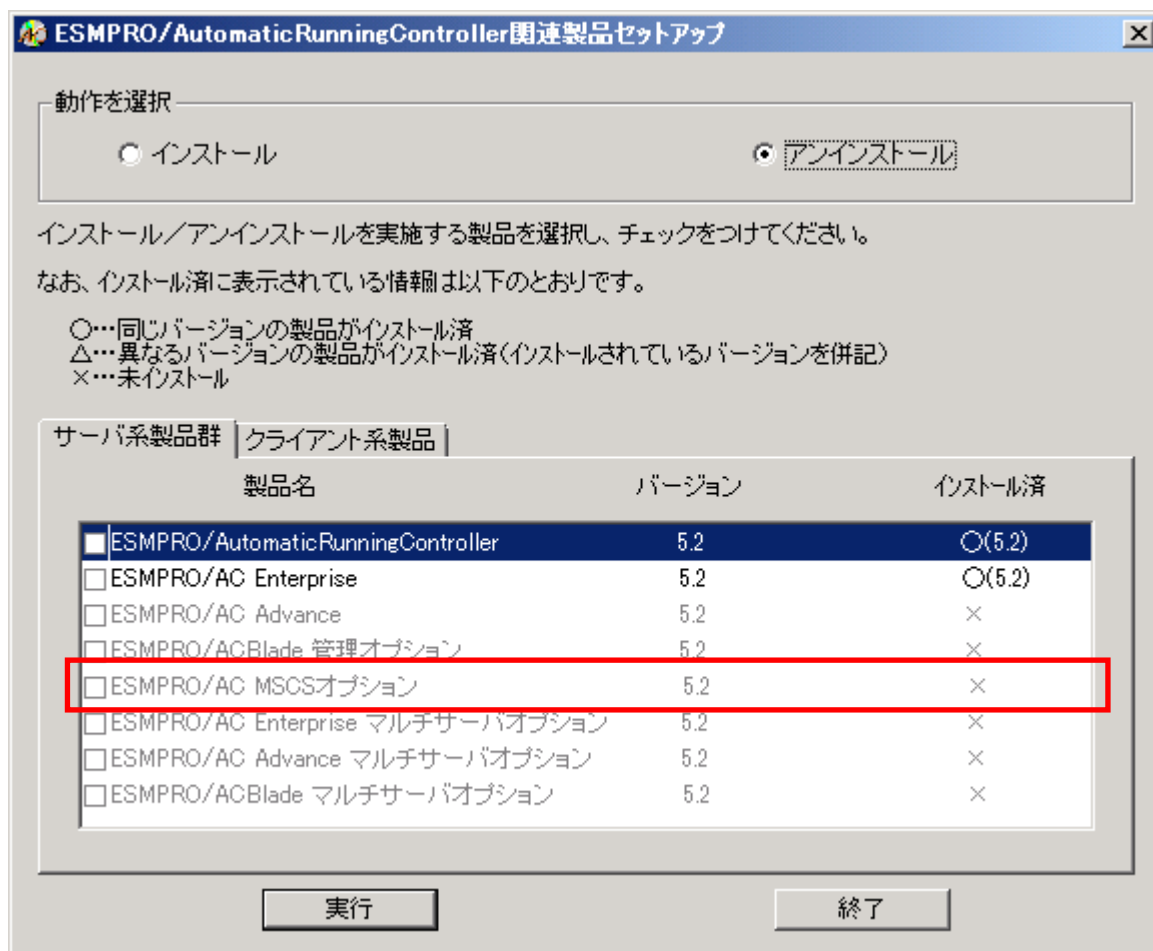 ESMPRO/AutomaticRunningController関連製品セットアップ
動作を選択
インストール アンインストール
インストール／アンインストールを実施する製品を選択し、チェックをつけてください。
なお、インストール済に表示されている情報は以下のとおりです。
○…同じバージョンの製品がインストール済
△…異なるバージョンの製品がインストール済(インストールされているバージョンを併記)
×…未インストール
サーバ系製品群 クライアント系製品
製品名 バージョン インストール済
ESMPRO/AutomaticRunningController 5.2 ○(5.2)
ESMPRO/AC Enterprise 5.2 ○(5.2)
ESMPRO/AC Advance 5.2 ×
ESMPRO/ACBlade 管理オプション 5.2 ×
ESMPRO/AC MSCSオプション 5.2 ×
ESMPRO/AC Enterprise マルチサーバオプション 5.2 ×
ESMPRO/AC Advance マルチサーバオプション 5.2 ×
ESMPRO/ACBlade マルチサーバオプション 5.2 ×
実行 終了